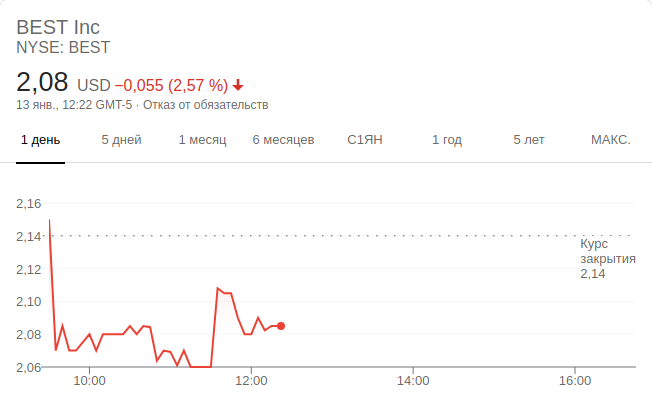 BEST Inc
NYSE: BEST
2,08 USD −0,055 (2,57 %)
13 янв., 12:22 GMT-5 · Отказ от обязательств
1 день 5 дней 1 месяц 6 месяцев С1ЯН 1 год 5 лет МАКС.
2,16
2,14
Курс
закрытия
2,14
2,12
2,10
2,08
2,06
10:00 12:00 14:00 16:00